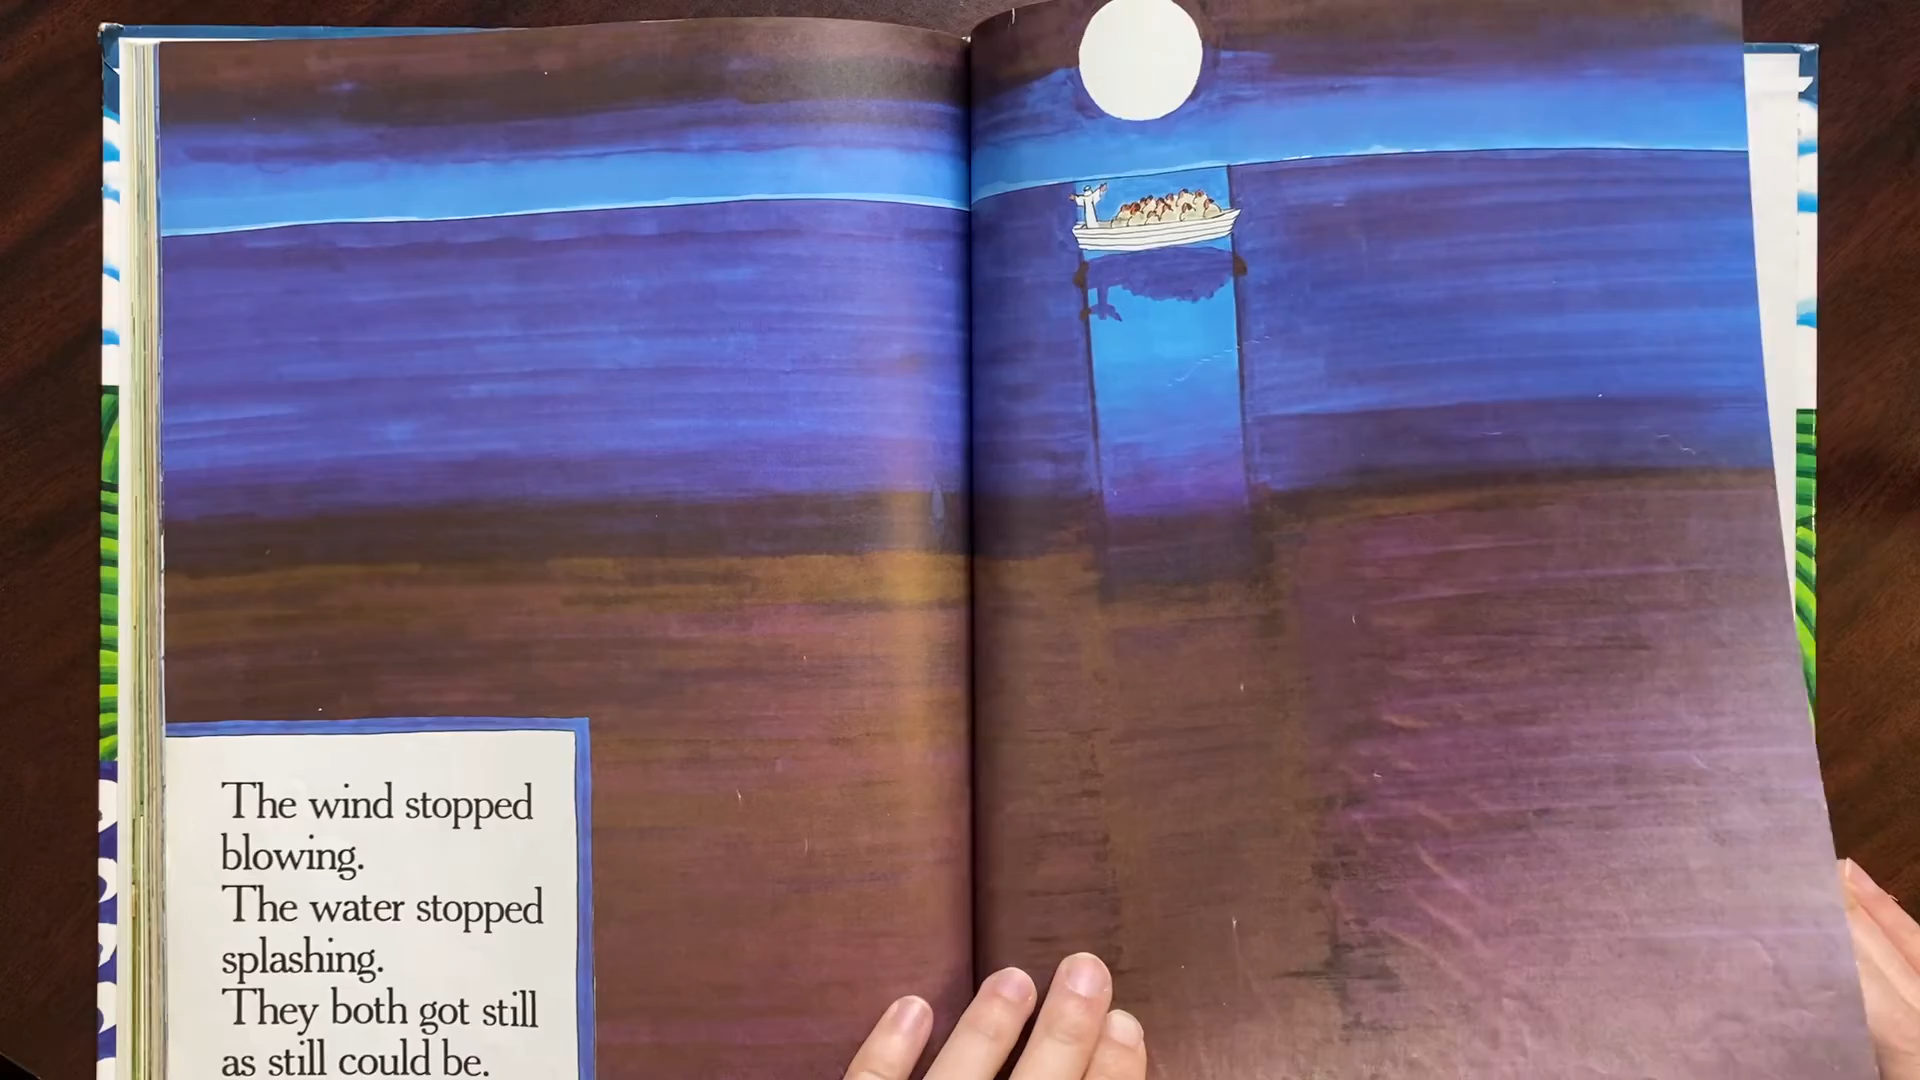 The wind stopped
blowing.
The water stopped
splashing.
They both got still
as still could be.